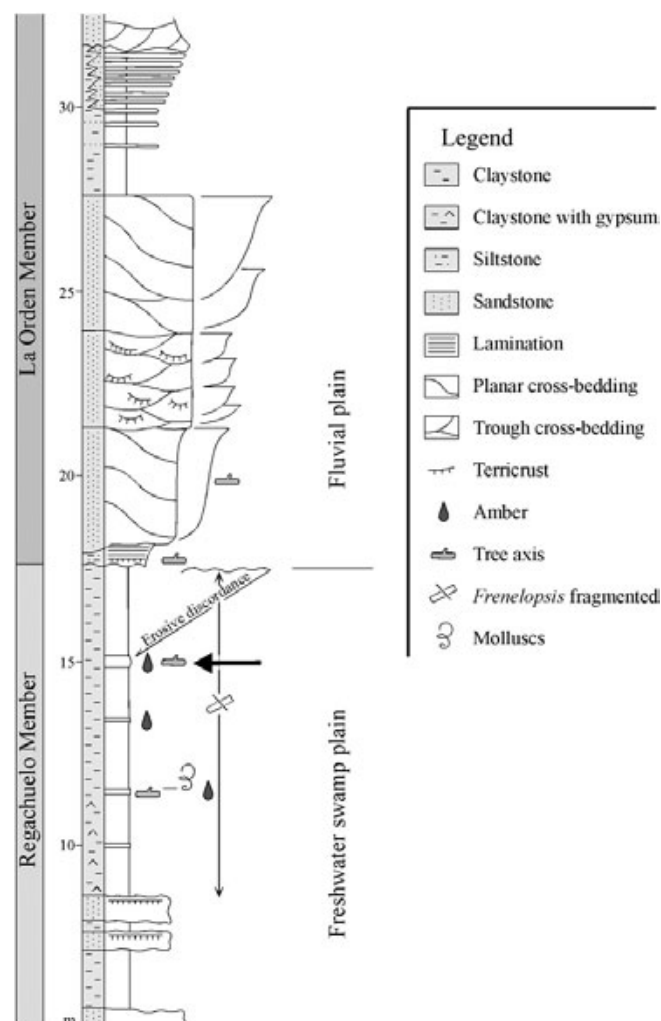 La Orden Member
Regachuelo Member
30
25
20
15
10
m
Erosive discordance
Fluvial plain
Freshwater swamp plain
Legend
Claystone
Claystone with gypsum
Siltstone
Sandstone
Lamination
Planar cross-bedding
Trough cross-bedding
Terricrust
Amber
Tree axis
Frenelopsis fragmented
Molluscs